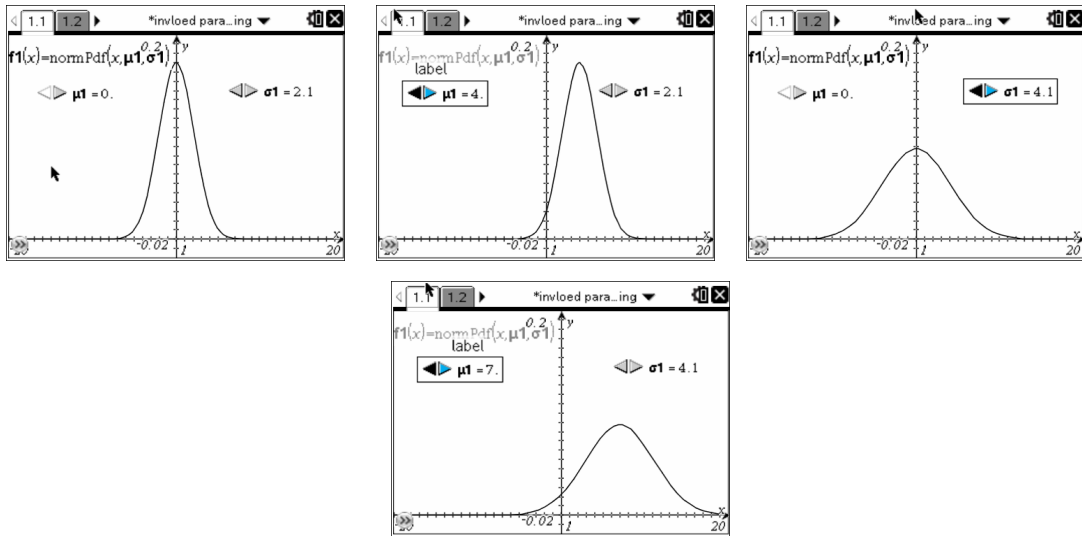 1.1 1.2 *invloed para…ing
f1(x)=normPdf(x,μ1,σ1)
0.2 y
μ1 =0. σ1 =2.1
-0.02 1 x
20
1.1 1.2 *invloed para…ing
f1(x)=normPdf(x,μ1,σ1)
0.2 y
label
μ1 =4. σ1 =2.1
-0.02 1 x
20
1.1 1.2 *invloed para…ing
f1(x)=normPdf(x,μ1,σ1)
0.2 y
μ1 =0. σ1 =4.1
-0.02 1 x
20
1.1 1.2 *invloed para…ing
f1(x)=normPdf(x,μ1,σ1)
0.2 y
label
μ1 =7. σ1 =4.1
-0.02 1 x
20